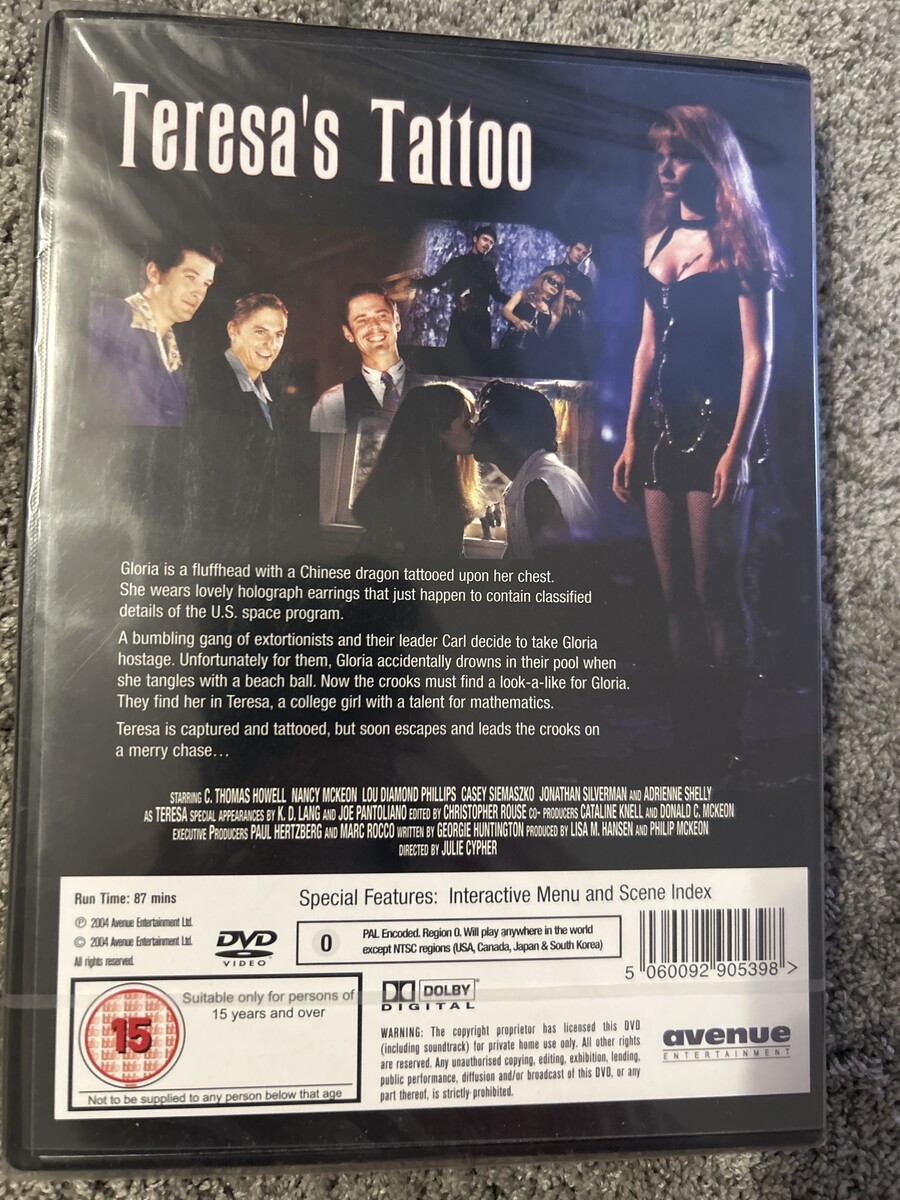 Teresa's Tattoo
Gloria is a fluffhead with a Chinese dragon tattooed upon her chest.
She wears lovely holograph earrings that just happen to contain classified
details of the U.S. space program.
A bumbling gang of extortionists and their leader Carl decide to take Gloria
hostage. Unfortunately for them, Gloria accidentally drowns in their pool when
she tangles with a beach ball. Now the crooks must find a look-a-like for Gloria.
They find her in Teresa, a college girl with a talent for mathematics.
Teresa is captured and tattooed, but soon escapes and leads the crooks on
a merry chase…
STARRING C. THOMAS HOWELL NANCY MCKEON LOU DIAMOND PHILLIPS CASEY SIEMASZKO JONATHAN SILVERMAN AND ADRIENNE SHELLY
AS TERESA SPECIAL APPEARANCES BY K. D. LANG AND JOE PANTOLIANO EDITED BY CHRISTOPHER ROUSE CO- PRODUCERS CATALINE KNELL AND DONALD C. MCKEON
EXECUTIVE PRODUCERS PAUL HERTZBERG AND MARC ROCCO WRITTEN BY GEORGIE HUNTINGTON PRODUCED BY LISA M. HANSEN AND PHILIP MCKEON
DIRECTED BY JULIE CYPHER
Run Time: 87 mins
Special Features: Interactive Menu and Scene Index
℗ 2004 Avenue Entertainment Ltd.
© 2004 Avenue Entertainment Ltd.
All rights reserved.
DVD
VIDEO
0
PAL Encoded. Region 0. Will play anywhere in the world
except NTSC regions (USA, Canada, Japan & South Korea)
5 060092 905398 >
15
Suitable only for persons of
15 years and over
Not to be supplied to any person below that age
DOLBY
DIGITAL
WARNING: The copyright proprietor has licensed this DVD
(including soundtrack) for private home use only. All other rights
are reserved. Any unauthorised copying, editing, exhibition, lending,
public performance, diffusion and/or broadcast of this DVD, or any
part thereof, is strictly prohibited.
avenue
ENTERTAINMENT